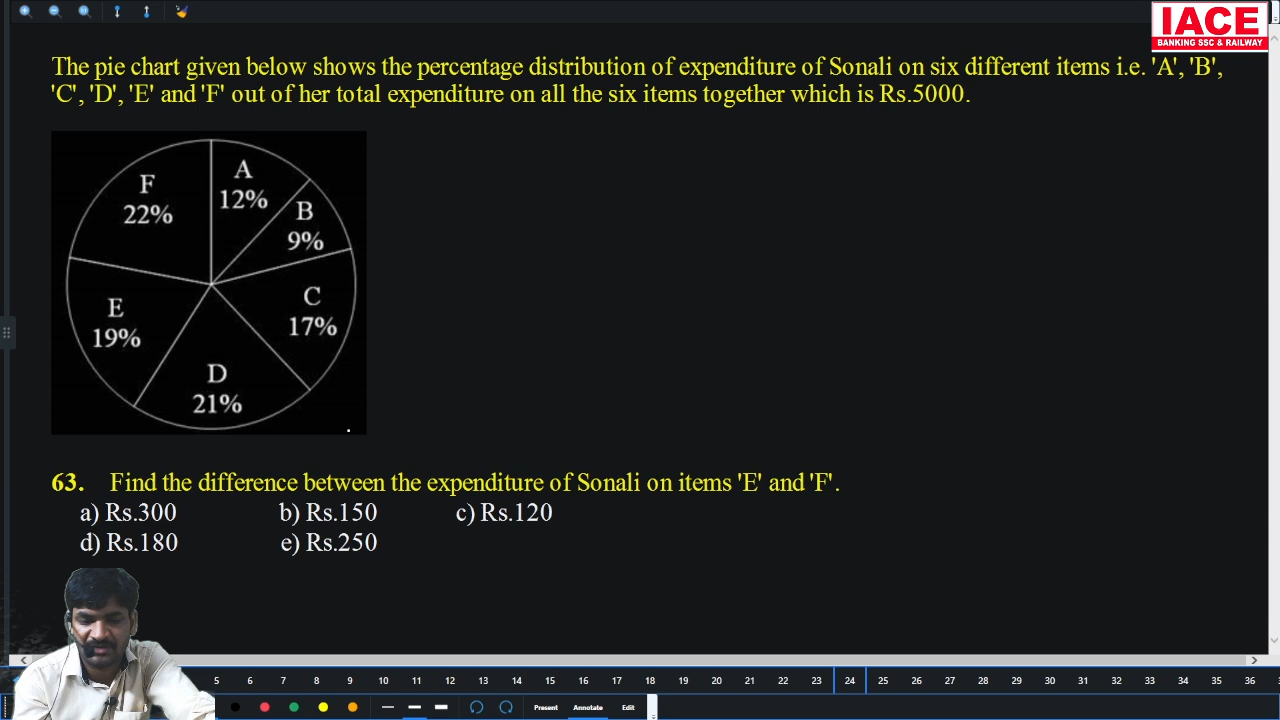 IACE
BANKING SSC & RAILWAY
The pie chart given below shows the percentage distribution of expenditure of Sonali on six different items i.e. 'A', 'B',
'C', 'D', 'E' and 'F' out of her total expenditure on all the six items together which is Rs.5000.
A
12%
B
9%
C
17%
D
21%
E
19%
F
22%
63. Find the difference between the expenditure of Sonali on items 'E' and 'F'.
a) Rs.300 b) Rs.150 c) Rs.120
d) Rs.180 e) Rs.250
5 6 7 8 9 10 11 12 13 14 15 16 17 18 19 20 21 22 23 24 25 26 27 28 29 30 31 32 33 34 35 36
Present Annotate Edit